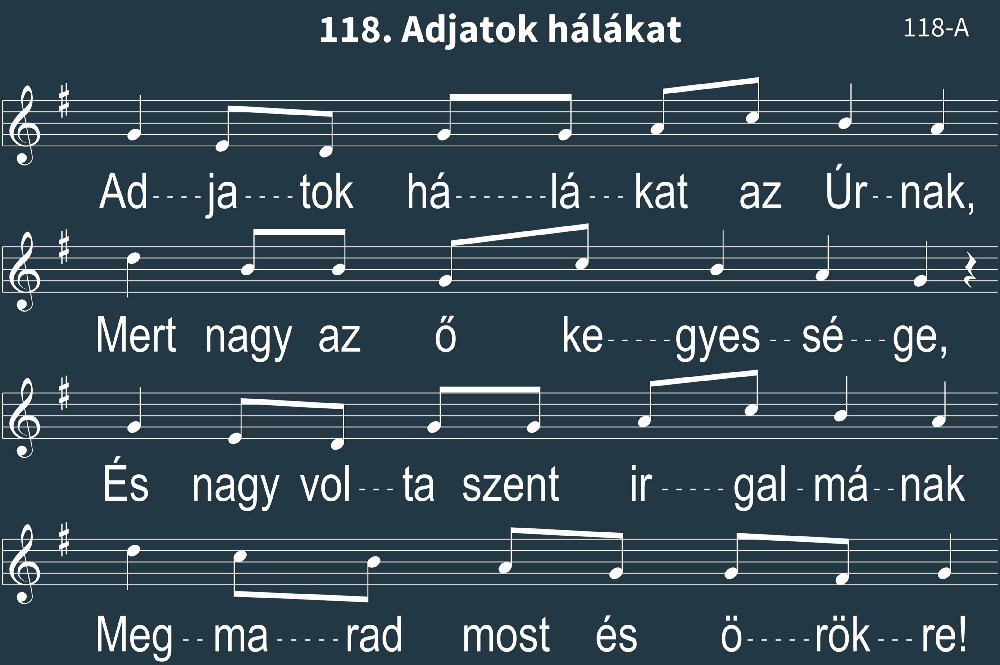 118. Adjatok hálákat
118-A
Ad----ja----tok há-------lá---kat az Úr--nak,
Mert nagy az ő ke-----gyes--sé---ge,
És nagy vol---ta szent ir-----gal-má--nak
Meg--ma-----rad most és ö-----rök---re!